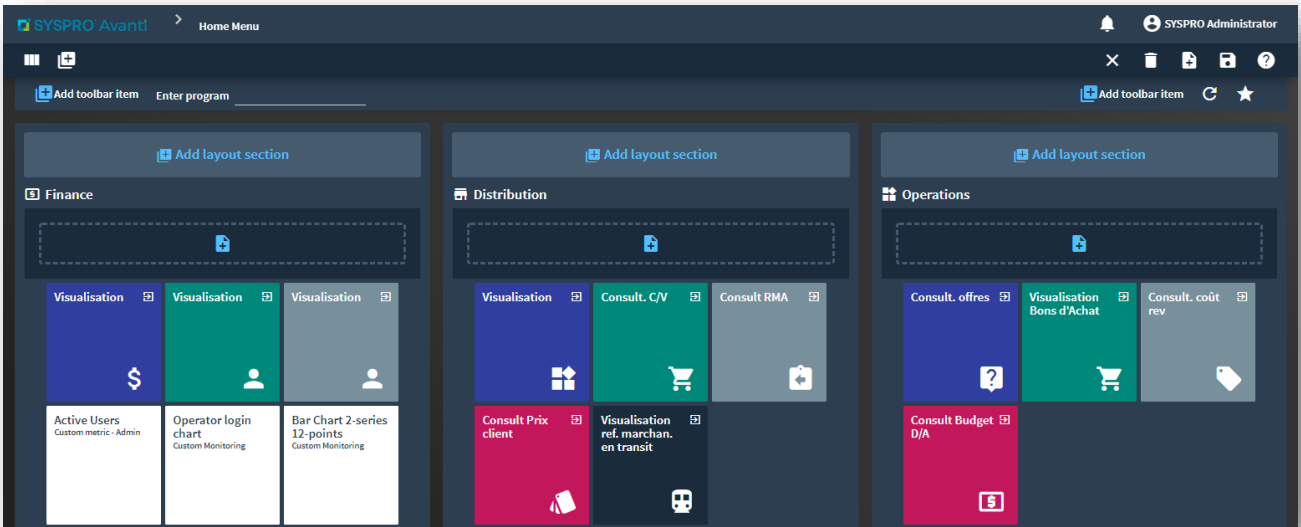 SYSPRO Avanti
Home Menu
SYSPRO Administrator
Add toolbar item
Enter program
Add toolbar item
Add layout section
Add layout section
Add layout section
Finance
Distribution
Operations
Visualisation
Visualisation
Visualisation
Visualisation
Consult. C/V
Consult RMA
Consult. offres
Visualisation
Bons d'Achat
Consult. coût
rev
Active Users
Custom metric - Admin
Operator login
chart
Custom Monitoring
Bar Chart 2-series
12-points
Custom Monitoring
Consult Prix
client
Visualisation
ref. marchan.
en transit
Consult Budget
D/A